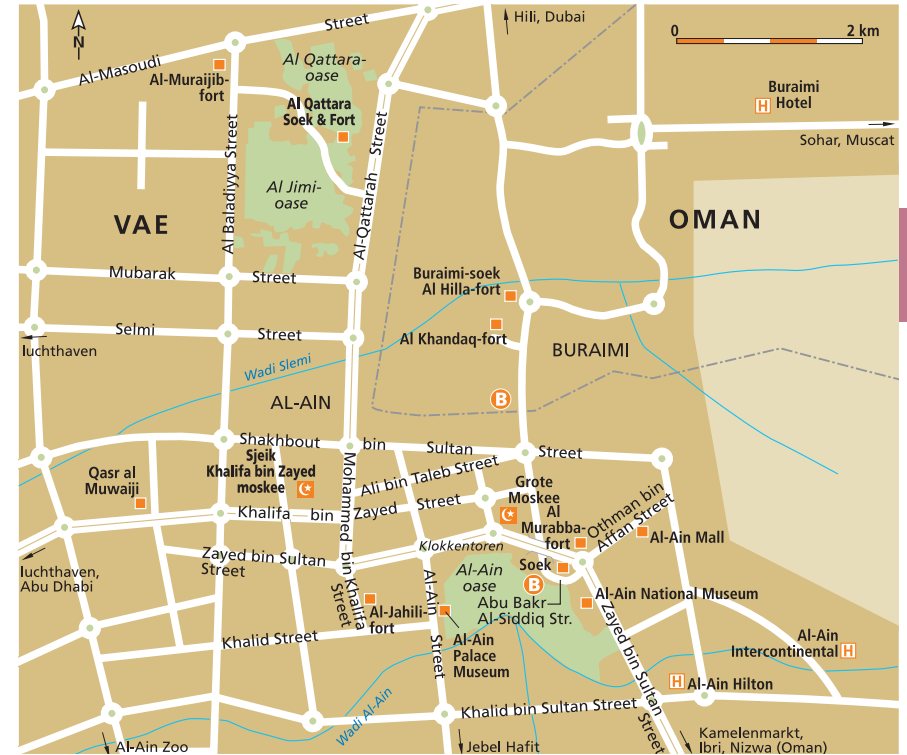 N
Street
Al-Masoudi
Hili, Dubai
0 2 km
Al-Muraijib-
fort
Al Qattara-
oase
Al Qattara
Soek & Fort
Buraimi
Hotel
H
Sohar, Muscat
Al Baladiyya Street
Al Jimi-
oase
Al-Qattarah Street
VAE
OMAN
Mubarak Street
Buraimi-soek
Al Hilla-fort
Selmi Street
Al Khandaq-fort
luchthaven
BURAIMI
Wadi Slemi
AL-AIN
B
Shakhbout bin Sultan Street
Sjeik
Khalifa bin Zayed
moskee
Qasr al
Muwaiji
Mohammed bin Khalifa
Street
Ali bin Taleb Street
Grote
Moskee
Khalifa bin Zayed Street
Al
Murabba-
fort
Othman bin
Affan Street
Al-Ain Mall
Klokkentoren
Zayed bin Sultan
Street
luchthaven,
Abu Dhabi
Al-Ain
oase
Soek
B
Abu Bakr
Al-Siddiq Str.
Al-Ain National Museum
Al-Jahili-
fort
Al-Ain
Street
Khalid Street
Al-Ain
Palace
Museum
Zayed bin Sultan
Street
Al-Ain
Intercontinental
H
H
Al-Ain Hilton
Wadi Al-Ain
Khalid bin Sultan Street
Al-Ain Zoo
Jebel Hafit
Kamelenmarkt,
Ibri, Nizwa (Oman)